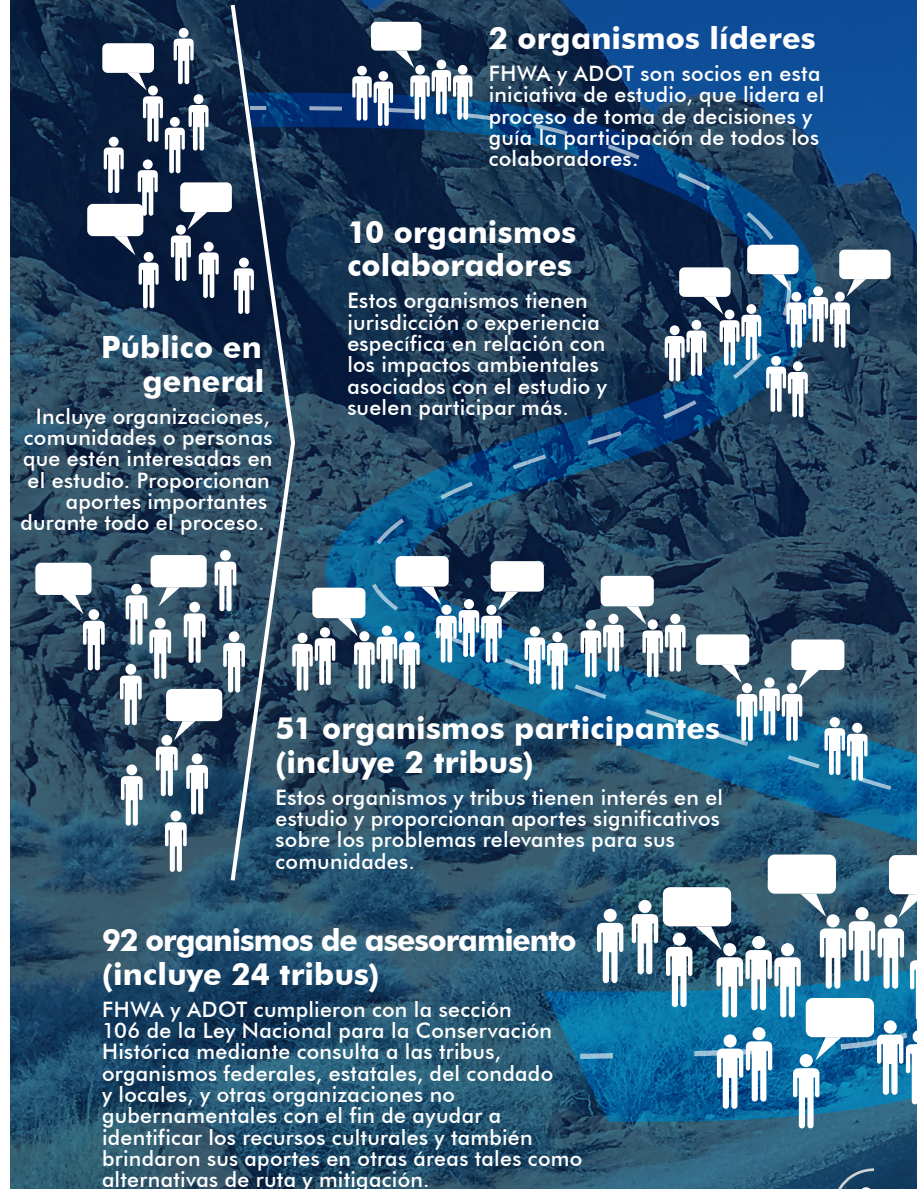 2 organismos líderes
FHWA y ADOT son socios en esta
iniciativa de estudio, que lidera el
proceso de toma de decisiones y
guía la participación de todos los
colaboradores.
10 organismos
colaboradores
Estos organismos tienen
jurisdicción o experiencia
específica en relación con
los impactos ambientales
asociados con el estudio y
suelen participar más.
Público en
general
Incluye organizaciones,
comunidades o personas
que estén interesadas en
el estudio. Proporcionan
aportes importantes
durante todo el proceso.
51 organismos participantes
(incluye 2 tribus)
Estos organismos y tribus tienen interés en el
estudio y proporcionan aportes significativos
sobre los problemas relevantes para sus
comunidades.
92 organismos de asesoramiento
(incluye 24 tribus)
FHWA y ADOT cumplieron con la sección
106 de la Ley Nacional para la Conservación
Histórica mediante consulta a las tribus,
organismos federales, estatales, del condado
y locales, y otras organizaciones no
gubernamentales con el fin de ayudar a
identificar los recursos culturales y también
brindaron sus aportes en otras áreas tales como
alternativas de ruta y mitigación.